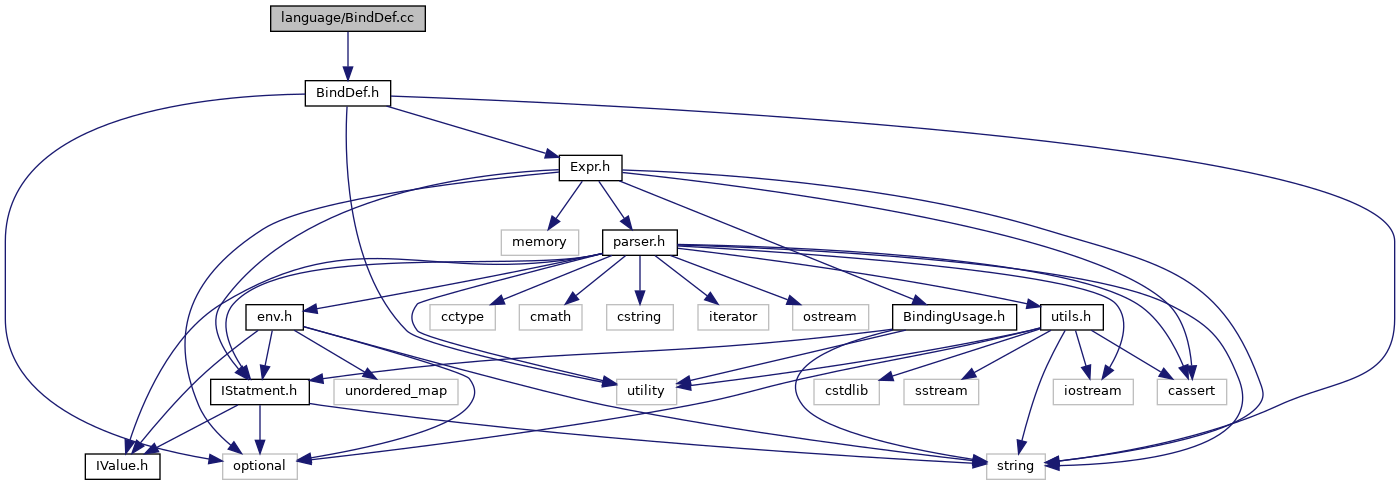 language/BindDef.cc
BindDef.h
Expr.h
memory
parser.h
env.h
cctype
cmath
cstring
iterator
ostream
BindingUsage.h
utils.h
IStatment.h
unordered_map
utility
cstdlib
sstream
iostream
cassert
IValue.h
optional
string